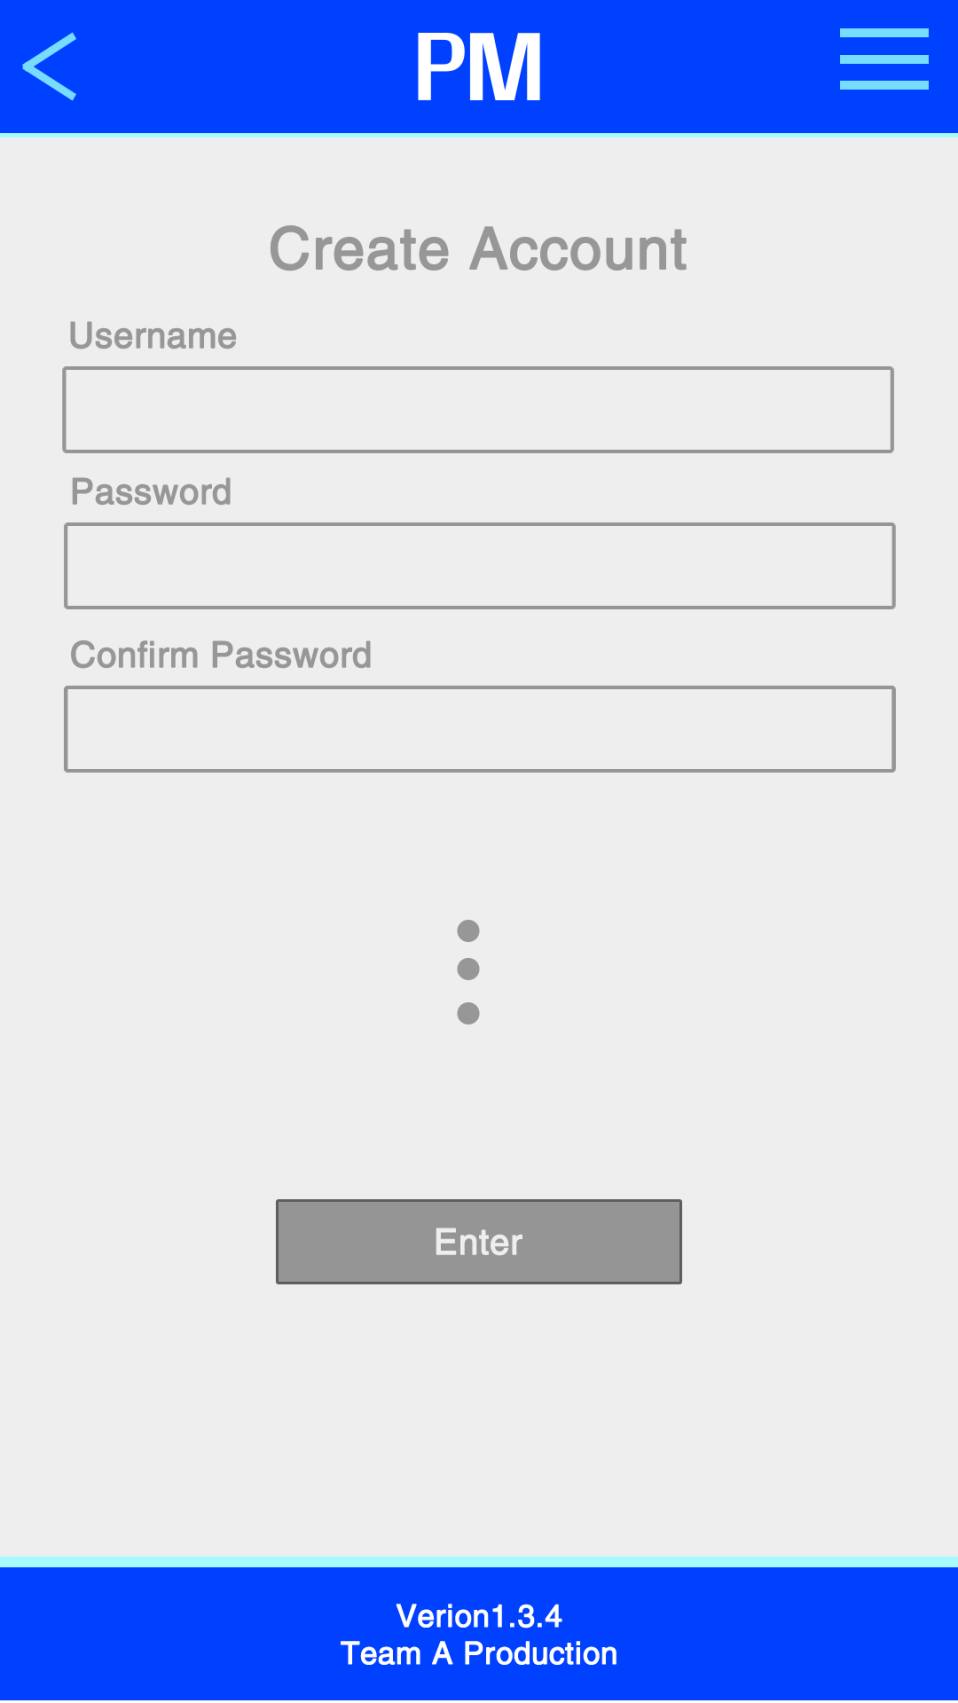 PM
Create Account
Username
Password
Confirm Password
Enter
Verion1.3.4
Team A Production